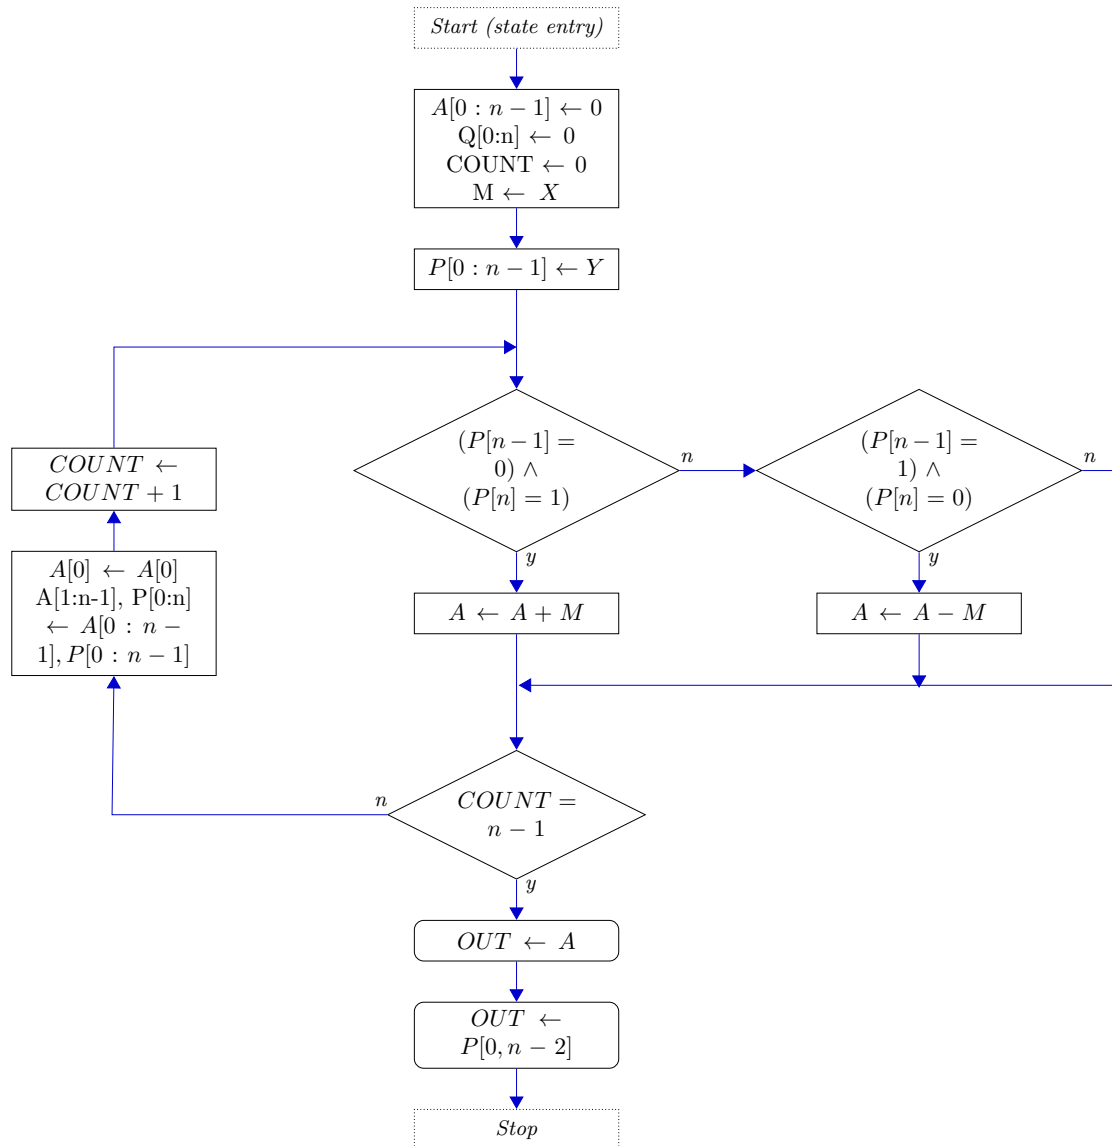 Start (state entry)
A[0 : n − 1] ← 0
Q[0:n] ← 0
COUNT ← 0
M ← X
P[0 : n − 1] ← Y
(P[n − 1] =
0) ∧
(P[n] = 1)
n
y
(P[n − 1] =
1) ∧
(P[n] = 0)
n
y
COUNT ←
COUNT + 1
A[0] ← A[0]
A[1:n-1], P[0:n]
← A[0 : n −
1], P[0 : n − 1]
A ← A + M
A ← A − M
COUNT =
n − 1
n
y
OUT ← A
OUT ←
P[0, n − 2]
Stop